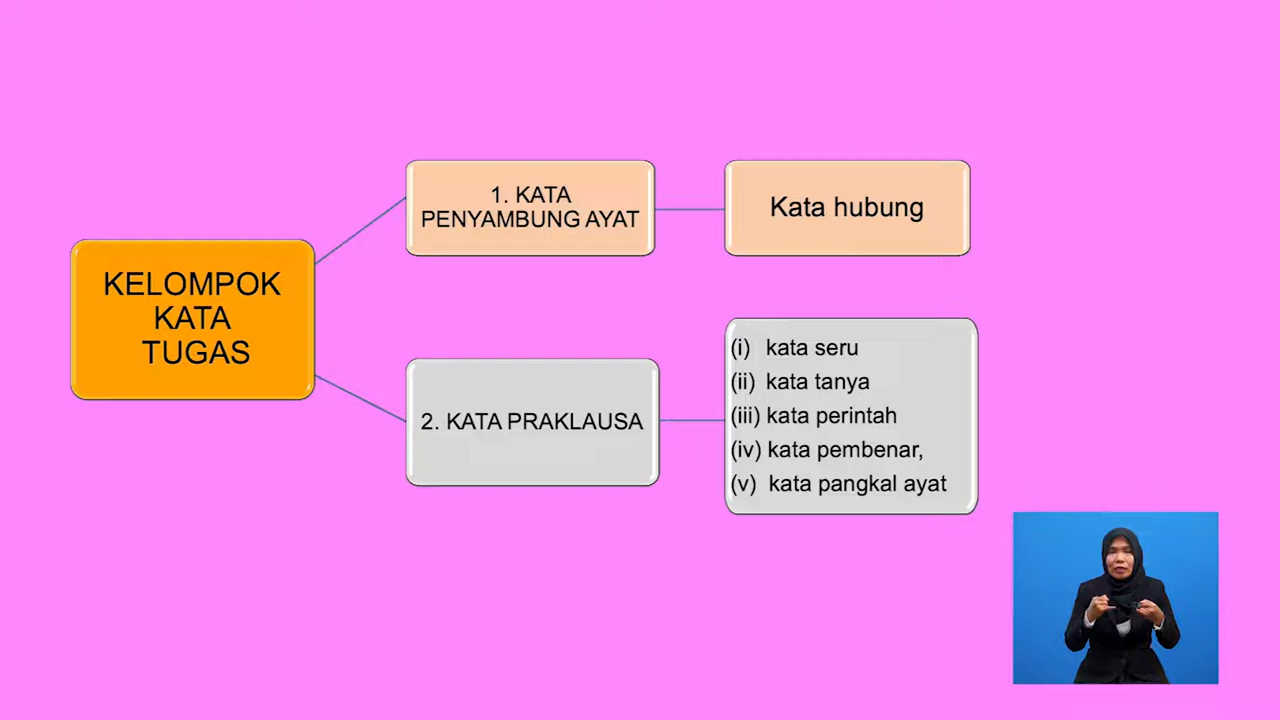 KELOMPOK
KATA
TUGAS
1. KATA
PENYAMBUNG AYAT
Kata hubung
2. KATA PRAKLAUSA
(i) kata seru
(ii) kata tanya
(iii) kata perintah
(iv) kata pembenar,
(v) kata pangkal ayat